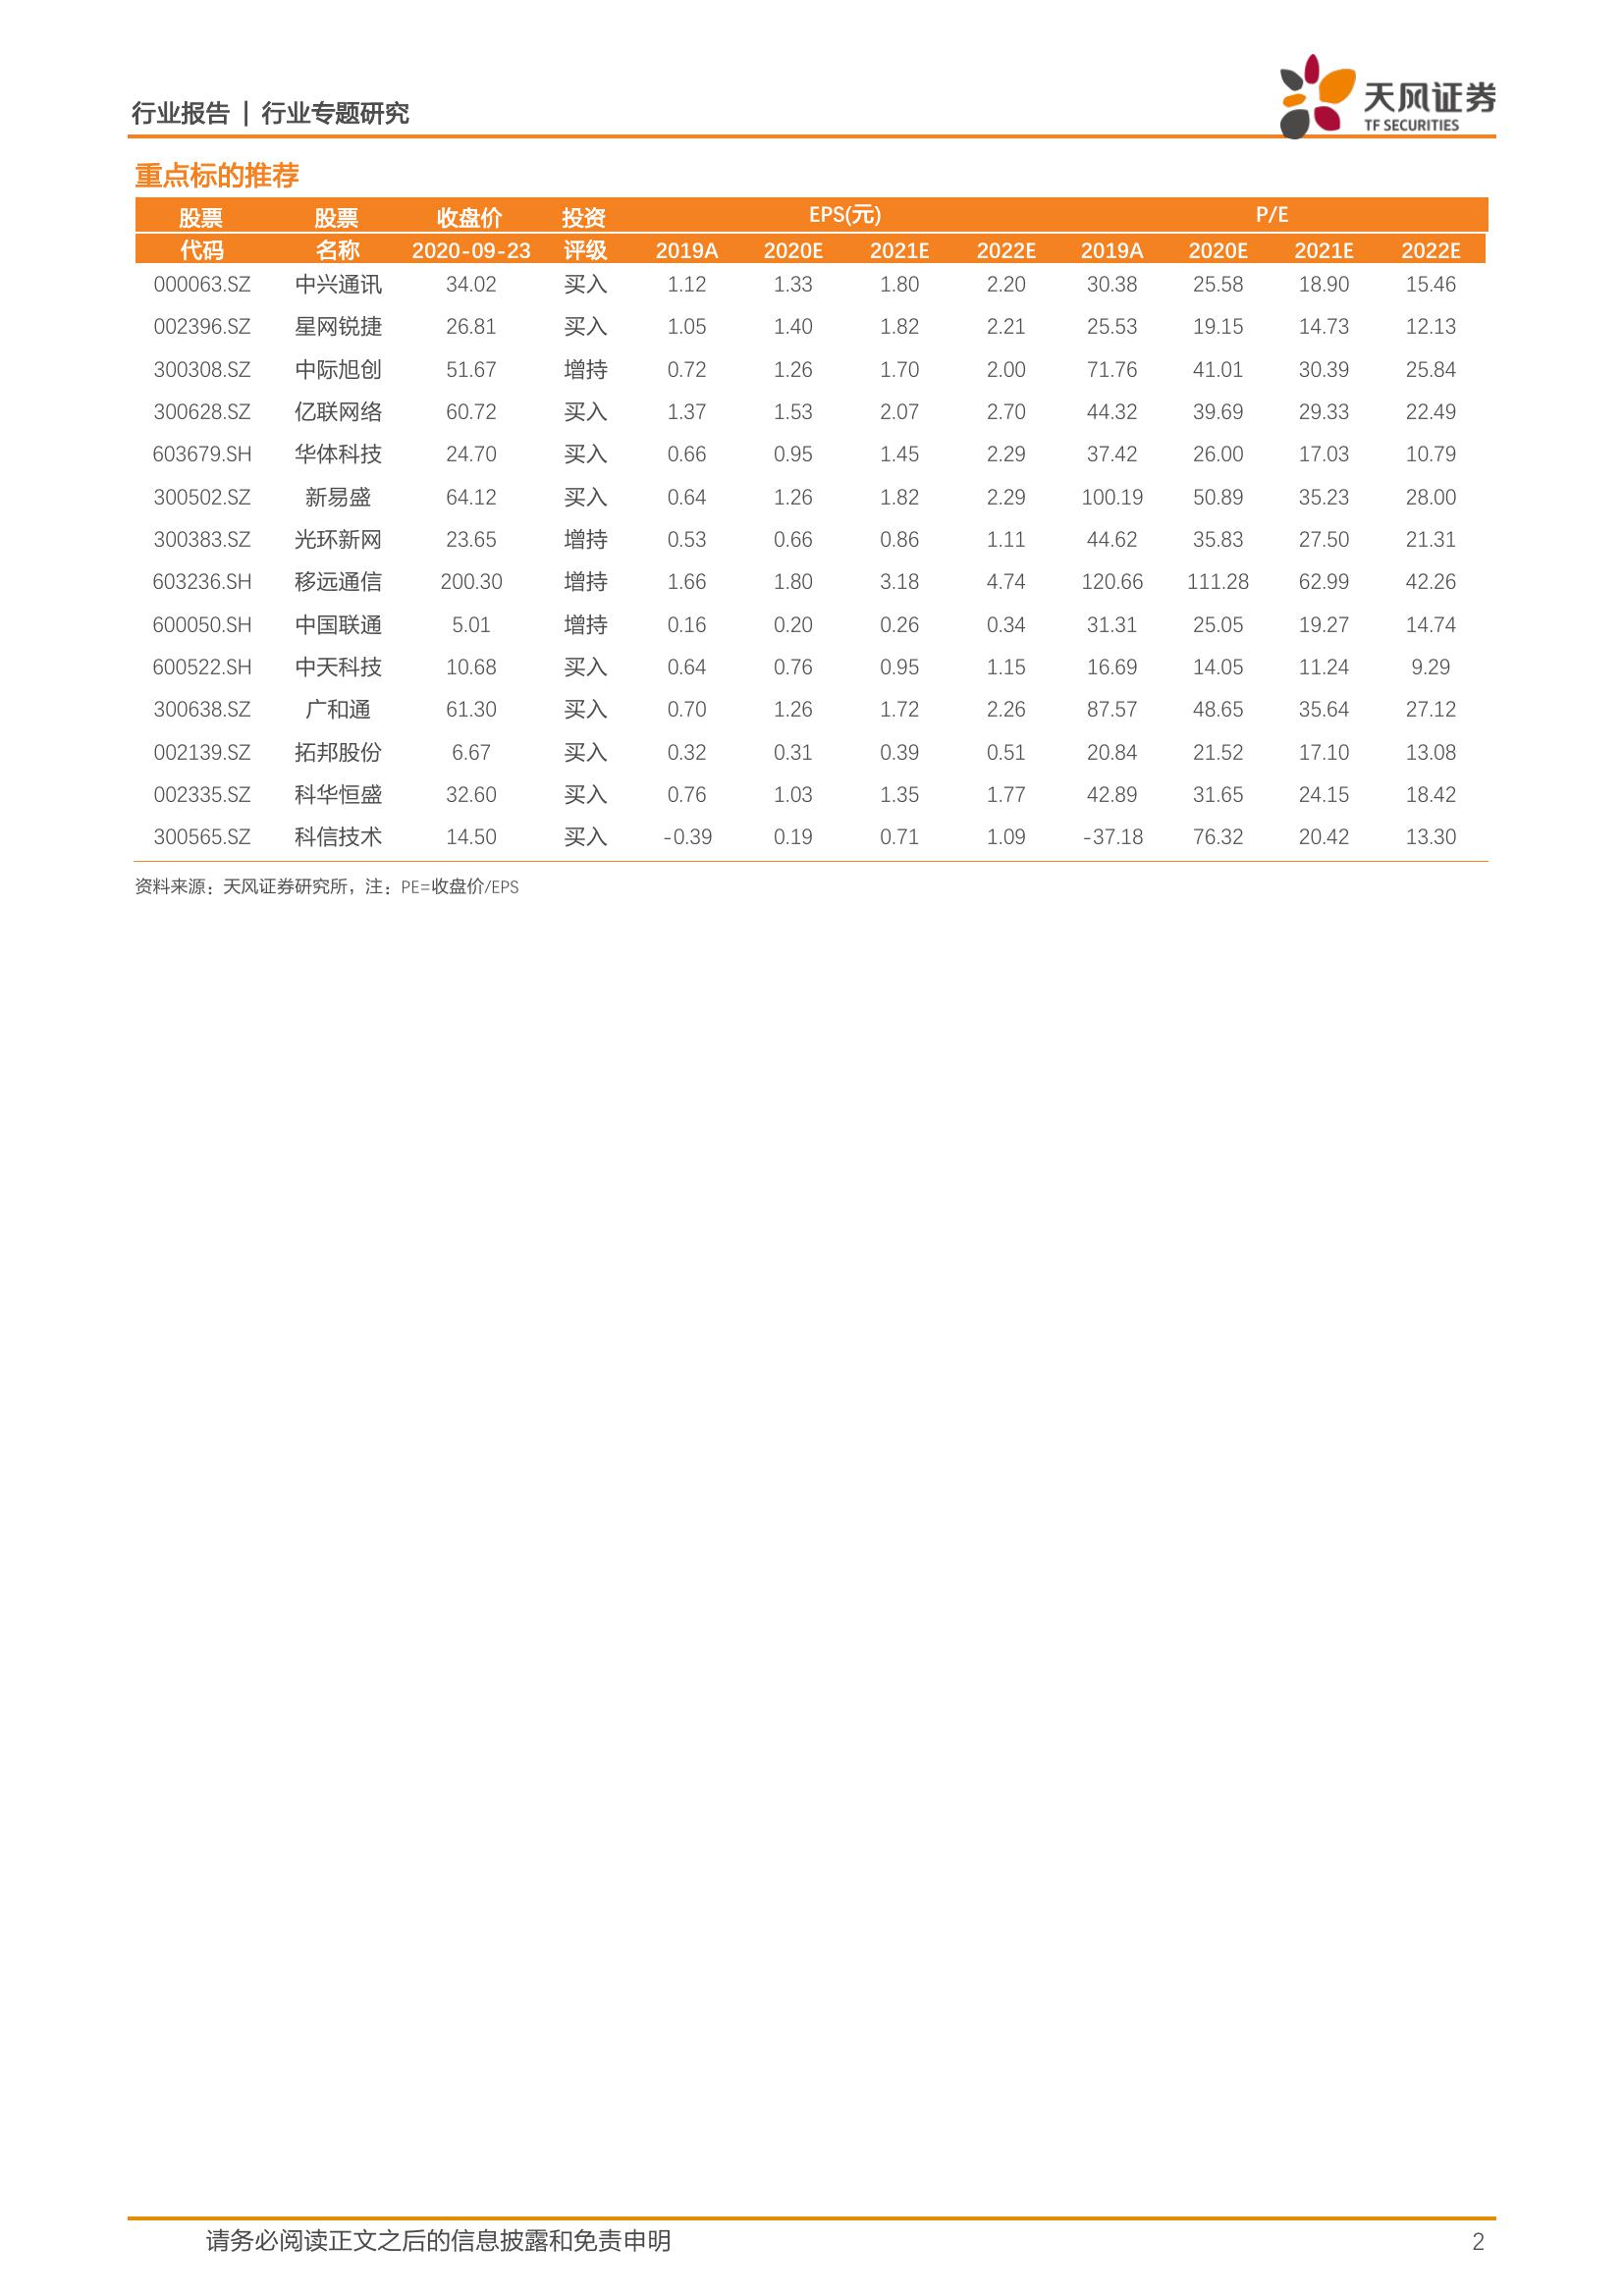 行业报告 | 行业专题研究
天风证券
TF SECURITIES
重点标的推荐
股票 股票 收盘价 投资 EPS(元) P/E
代码 名称 2020-09-23 评级 2019A 2020E 2021E 2022E 2019A 2020E 2021E 2022E
000063.SZ 中兴通讯 34.02 买入 1.12 1.33 1.80 2.20 30.38 25.58 18.90 15.46
002396.SZ 星网锐捷 26.81 买入 1.05 1.40 1.82 2.21 25.53 19.15 14.73 12.13
300308.SZ 中际旭创 51.67 增持 0.72 1.26 1.70 2.00 71.76 41.01 30.39 25.84
300628.SZ 亿联网络 60.72 买入 1.37 1.53 2.07 2.70 44.32 39.69 29.33 22.49
603679.SH 华体科技 24.70 买入 0.66 0.95 1.45 2.29 37.42 26.00 17.03 10.79
300502.SZ 新易盛 64.12 买入 0.64 1.26 1.82 2.29 100.19 50.89 35.23 28.00
300383.SZ 光环新网 23.65 增持 0.53 0.66 0.86 1.11 44.62 35.83 27.50 21.31
603236.SH 移远通信 200.30 增持 1.66 1.80 3.18 4.74 120.66 111.28 62.99 42.26
600050.SH 中国联通 5.01 增持 0.16 0.20 0.26 0.34 31.31 25.05 19.27 14.74
600522.SH 中天科技 10.68 买入 0.64 0.76 0.95 1.15 16.69 14.05 11.24 9.29
300638.SZ 广和通 61.30 买入 0.70 1.26 1.72 2.26 87.57 48.65 35.64 27.12
002139.SZ 拓邦股份 6.67 买入 0.32 0.31 0.39 0.51 20.84 21.52 17.10 13.08
002335.SZ 科华恒盛 32.60 买入 0.76 1.03 1.35 1.77 42.89 31.65 24.15 18.42
300565.SZ 科信技术 14.50 买入 -0.39 0.19 0.71 1.09 -37.18 76.32 20.42 13.30
资料来源：天风证券研究所，注：PE=收盘价/EPS
请务必阅读正文之后的信息披露和免责申明 2